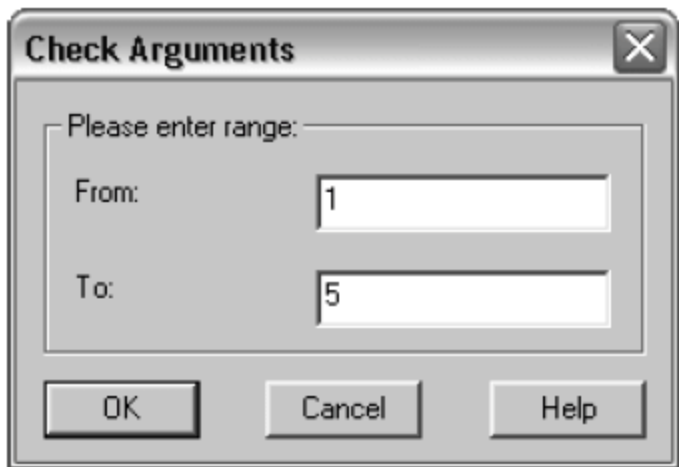 Check Arguments
Please enter range:
From: 1
To: 5
OK Cancel Help